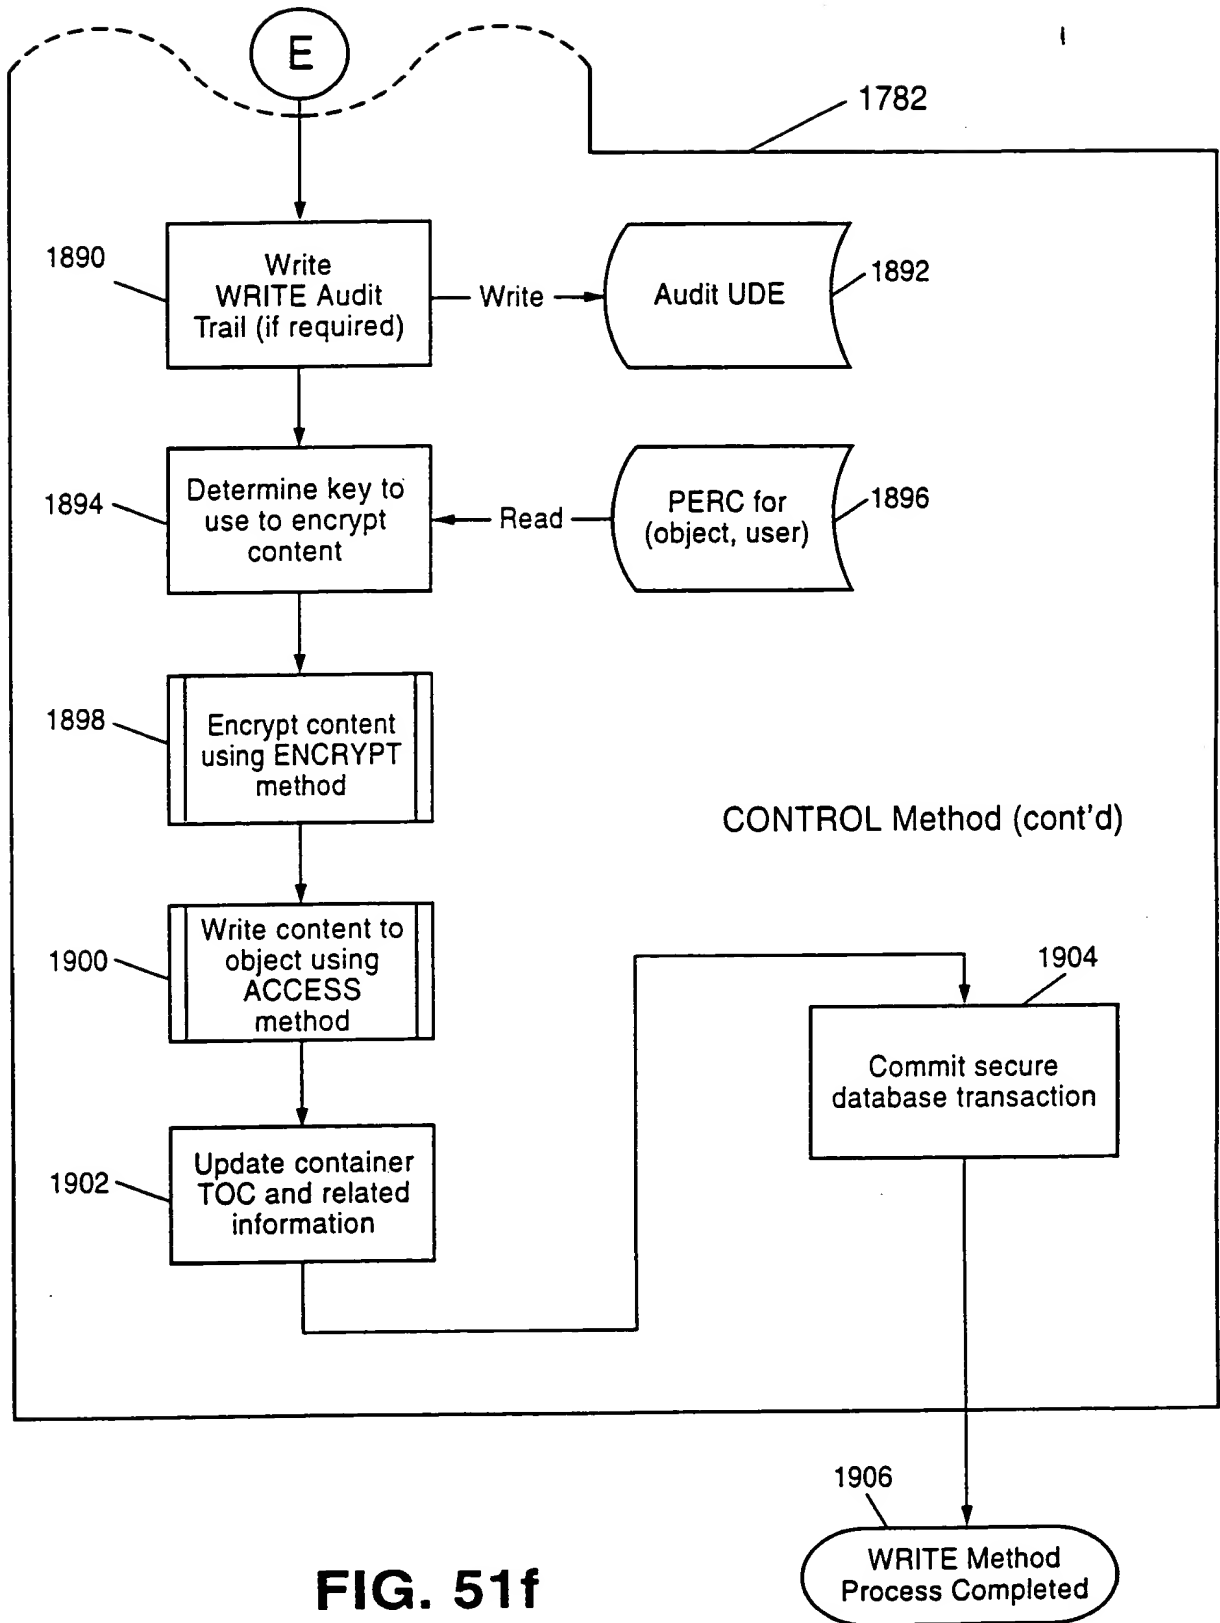 E
1782
1890
Write
WRITE Audit
Trail (if required)
Write
Audit UDE
1892
1894
Determine key to
use to encrypt
content
Read
PERC for
(object, user)
1896
1898
Encrypt content
using ENCRYPT
method
CONTROL Method (cont'd)
1900
Write content to
object using
ACCESS
method
1904
Commit secure
database transaction
1902
Update container
TOC and related
information
1906
WRITE Method
Process Completed
FIG. 51f